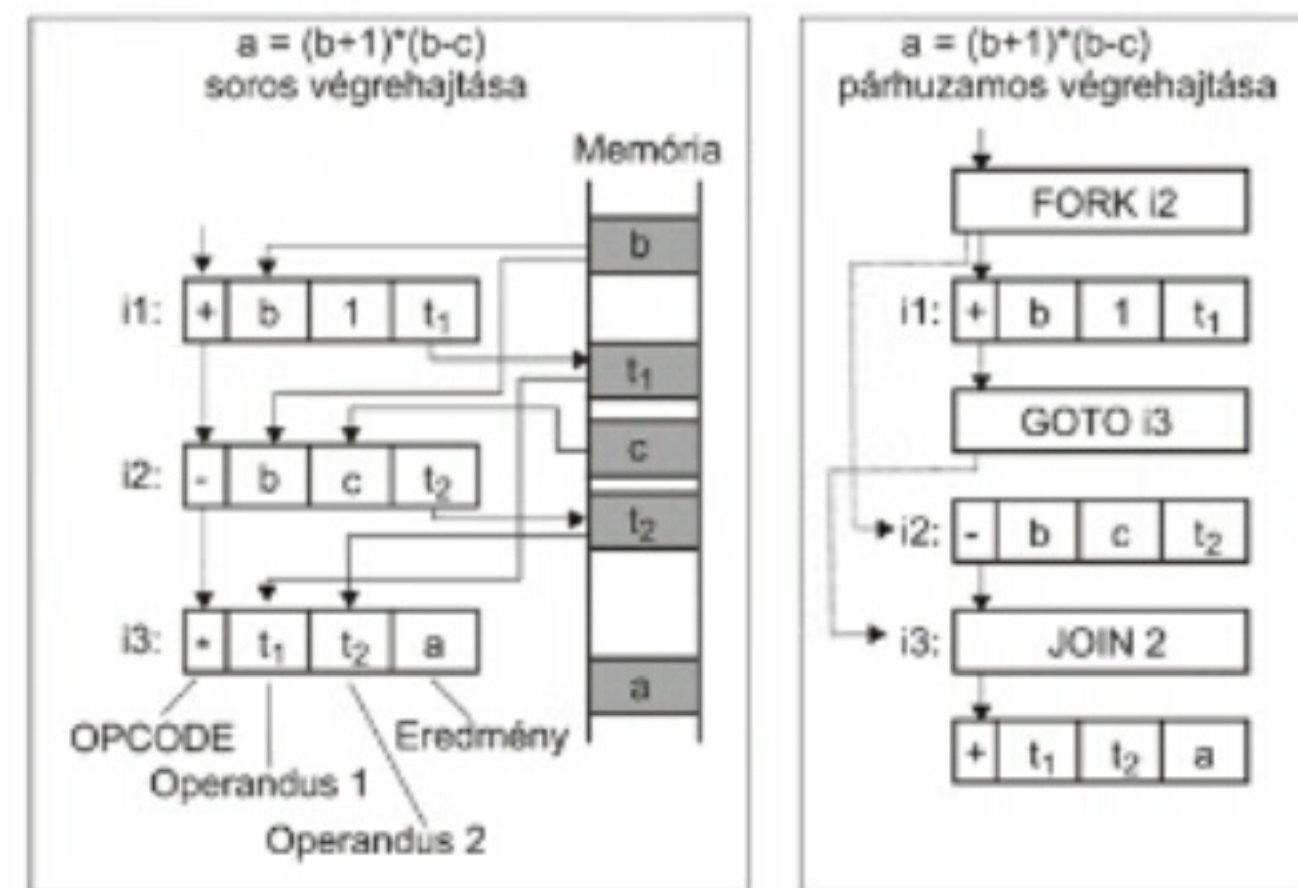 a = (b+1)*(b-c)
soros végrehajtása
Memória
b
i1: + b 1 t₁
t₁
c
i2: - b c t₂
t₂
i3: * t₁ t₂ a
a
OPCODE
Eredmény
Operandus 1
Operandus 2
a = (b+1)*(b-c)
párhuzamos végrehajtása
FORK i2
i1: + b 1 t₁
GOTO i3
i2: - b c t₂
i3: JOIN 2
+ t₁ t₂ a